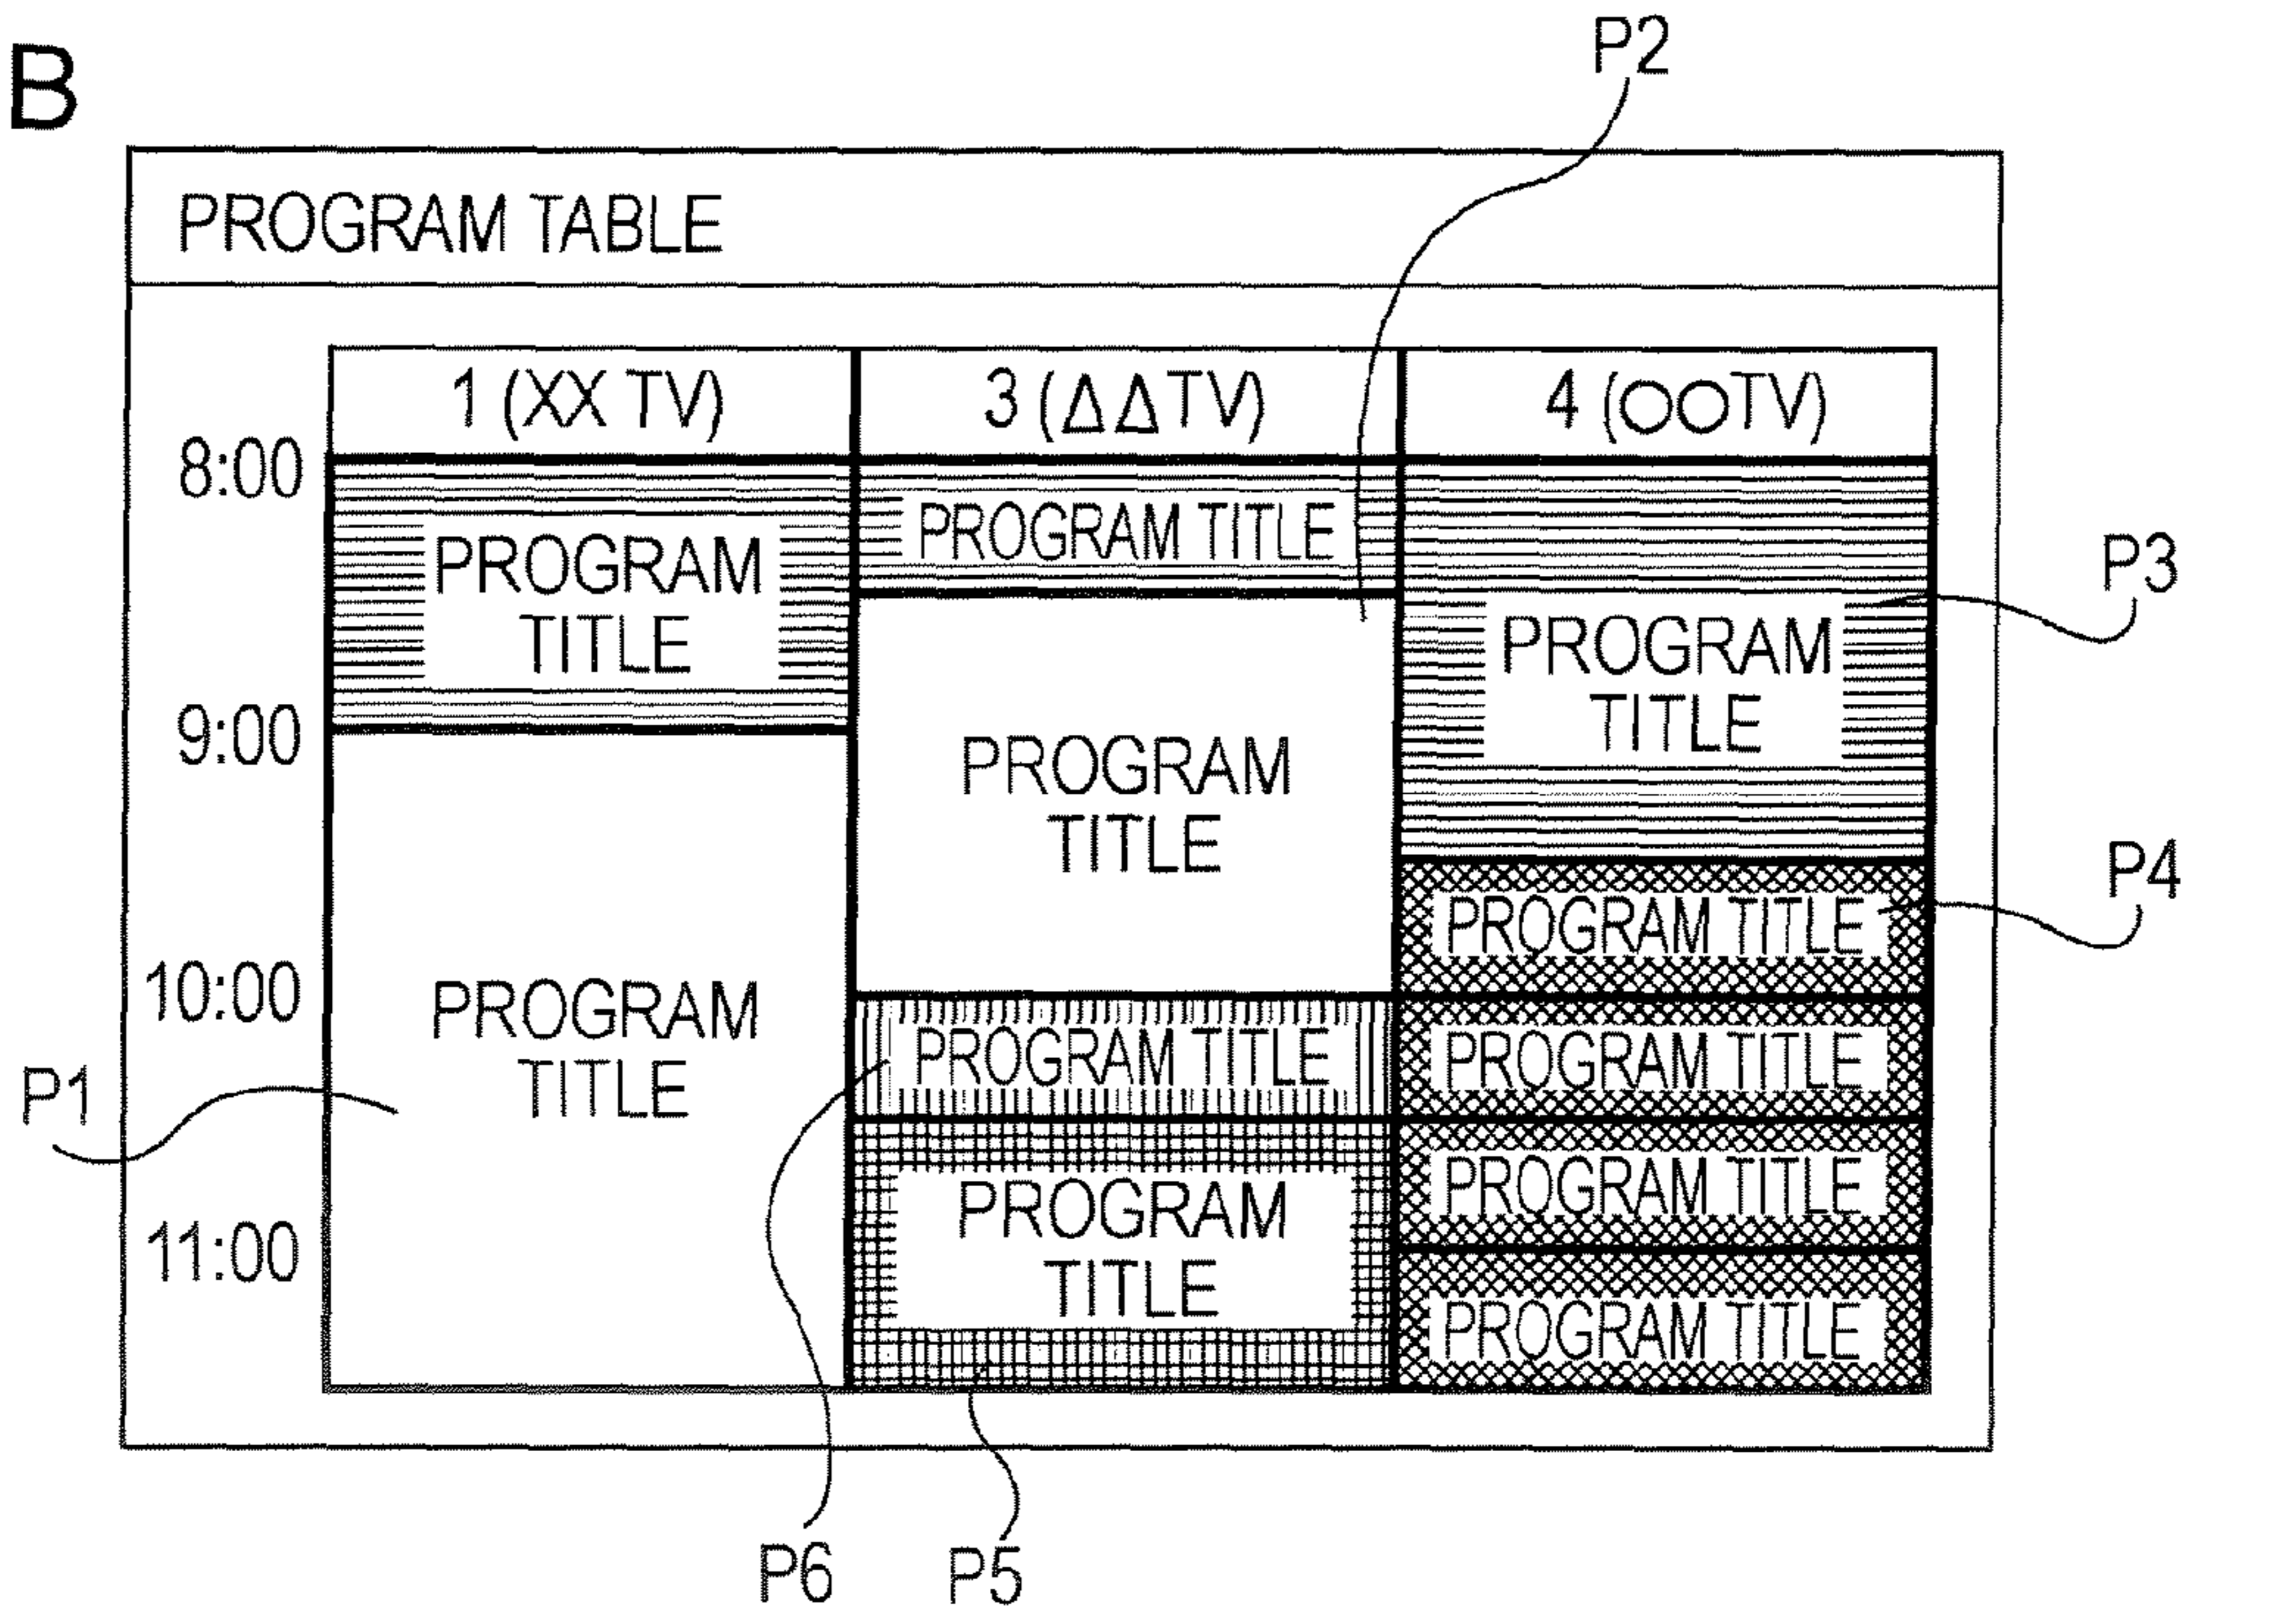 B
P2
PROGRAM TABLE
1 (XX TV)
3 (△△TV)
4 (○○TV)
8:00
9:00
10:00
11:00
PROGRAM
TITLE
PROGRAM
TITLE
PROGRAM TITLE
PROGRAM
TITLE
PROGRAM TITLE
PROGRAM
TITLE
PROGRAM
TITLE
PROGRAM TITLE
PROGRAM TITLE
PROGRAM TITLE
PROGRAM TITLE
P3
P4
P1
P6
P5